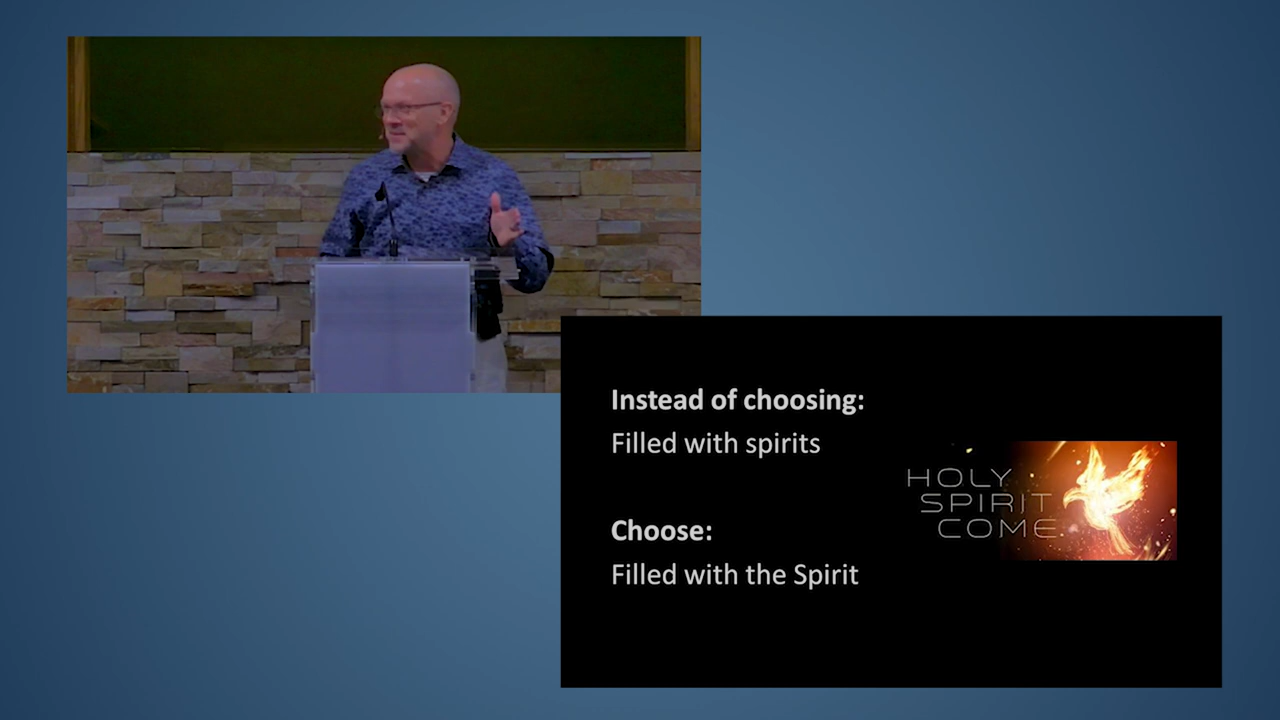 Instead of choosing:
Filled with spirits
Choose:
Filled with the Spirit
HOLY
SPIRIT
COME